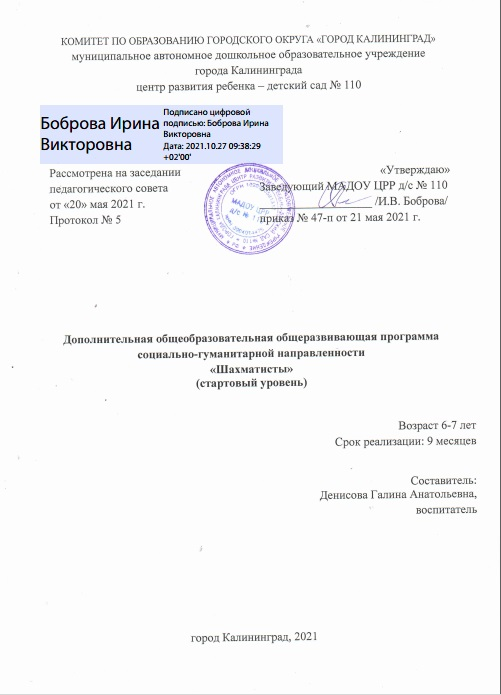 КОМИТЕТ ПО ОБРАЗОВАНИЮ ГОРОДСКОГО ОКРУГА «ГОРОД КАЛИНИНГРАД»
муниципальное автономное дошкольное образовательное учреждение
города Калининграда
центр развития ребенка – детский сад № 110
Боброва Ирина
Викторовна
Подписано цифровой
подписью: Боброва Ирина
Викторовна
Дата: 2021.10.27 09:38:29
+02'00'
Рассмотрена на заседании
педагогического совета
от «20» мая 2021 г.
Протокол № 5
«Утверждаю»
Заведующий МАДОУ ЦРР д/с № 110
/И.В. Боброва/
приказ № 47-п от 21 мая 2021 г.
МАДОУ ЦРР
Дополнительная общеобразовательная общеразвивающая программа
социально-гуманитарной направленности
«Шахматисты»
(стартовый уровень)
Возраст 6-7 лет
Срок реализации: 9 месяцев
Составитель:
Денисова Галина Анатольевна,
воспитатель
город Калининград, 2021